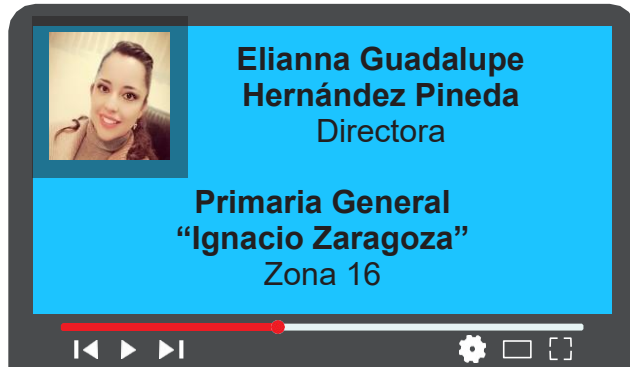 Elianna Guadalupe
Hernández Pineda
Directora
Primaria General
“Ignacio Zaragoza”
Zona 16